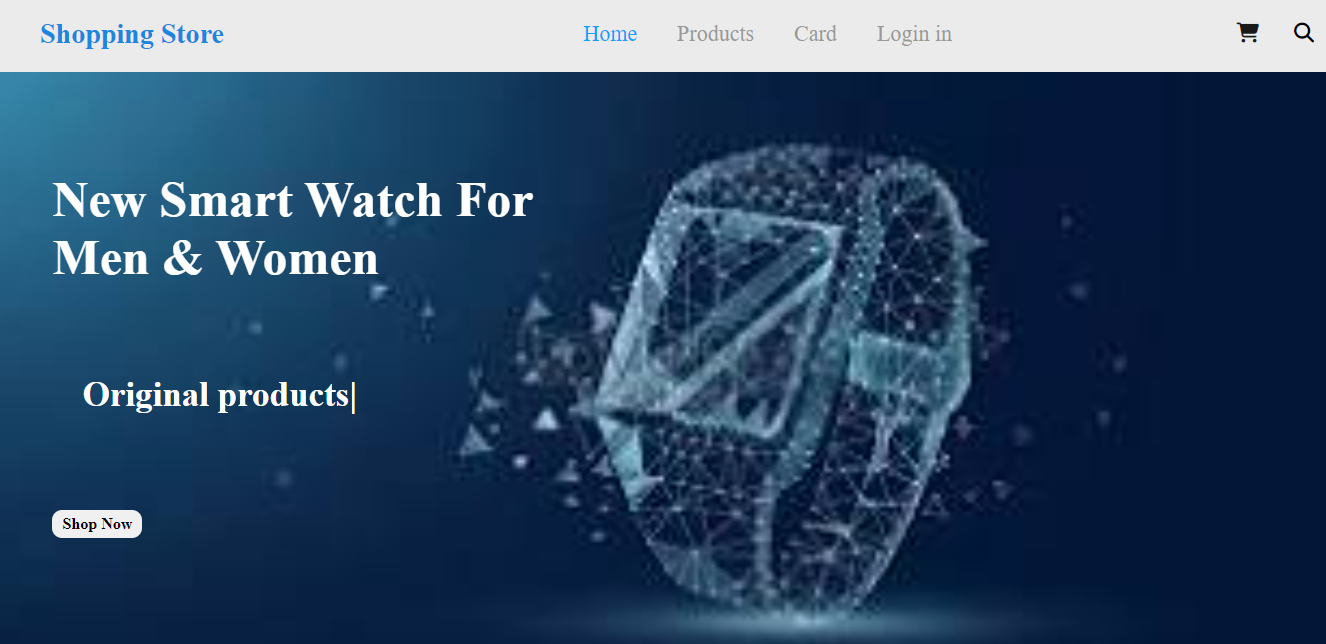 Shopping Store
Home Products Card Login in
New Smart Watch For
Men & Women
Original products|
Shop Now